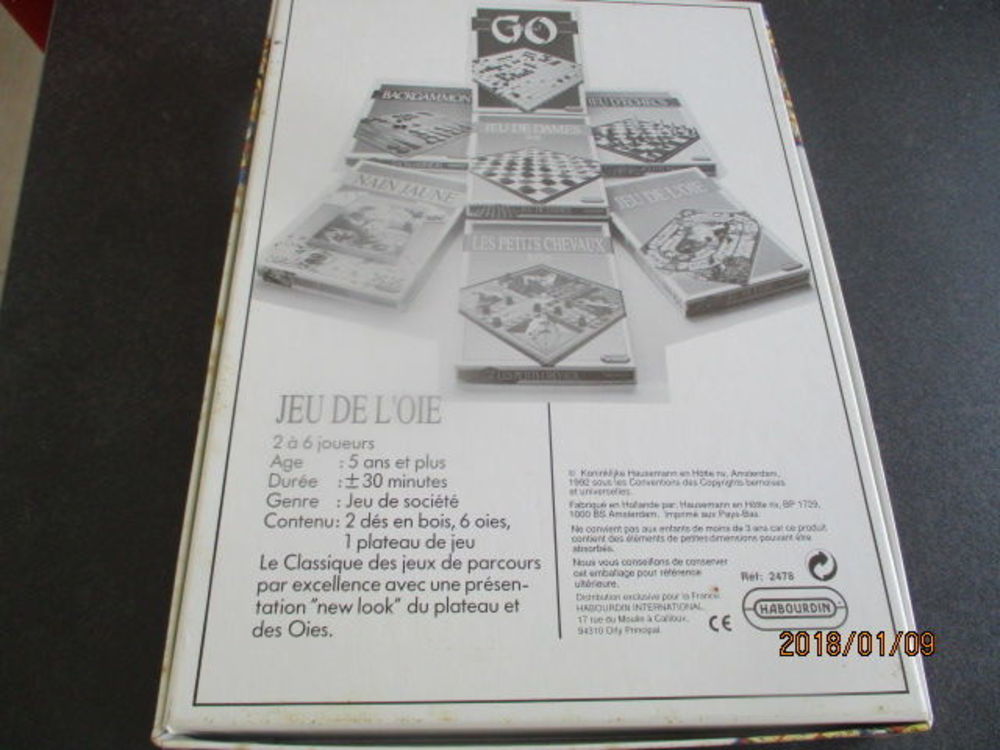 GO
BACKGAMMON
JEU D'ECHECS
JEU DE DAMES
NAIN JAUNE
JEU DE L'OIE
LES PETITS CHEVAUX
JEU DE L'OIE
2 à 6 joueurs
Age : 5 ans et plus
Durée : ± 30 minutes
Genre : Jeu de société
Contenu: 2 dés en bois, 6 oies,
1 plateau de jeu
Le Classique des jeux de parcours
par excellence avec une présen-
tation "new look" du plateau et
des Oies.
© Koninklijke Hausemann en Hötte nv, Amsterdam,
1992 sous les Conventions des Copyrights bernoises
et universelles.
Fabriqué en Hollande par: Hausemann en Hötte nv, BP 1729,
1000 BS Amsterdam. Imprimé aux Pays-Bas
Ne convient pas aux enfants de moins de 3 ans car ce produit
contient des éléments de petites dimensions pouvant être
absorbés.
Nous vous conseillons de conserver
cet emballage pour référence
ultérieure.
Réf: 2478
Distribution exclusive pour la France
HABOURDIN INTERNATIONAL,
17 rue du Moulin à Cailloux,
94310 Orly Principal
CE
HABOURDIN
2018/01/09